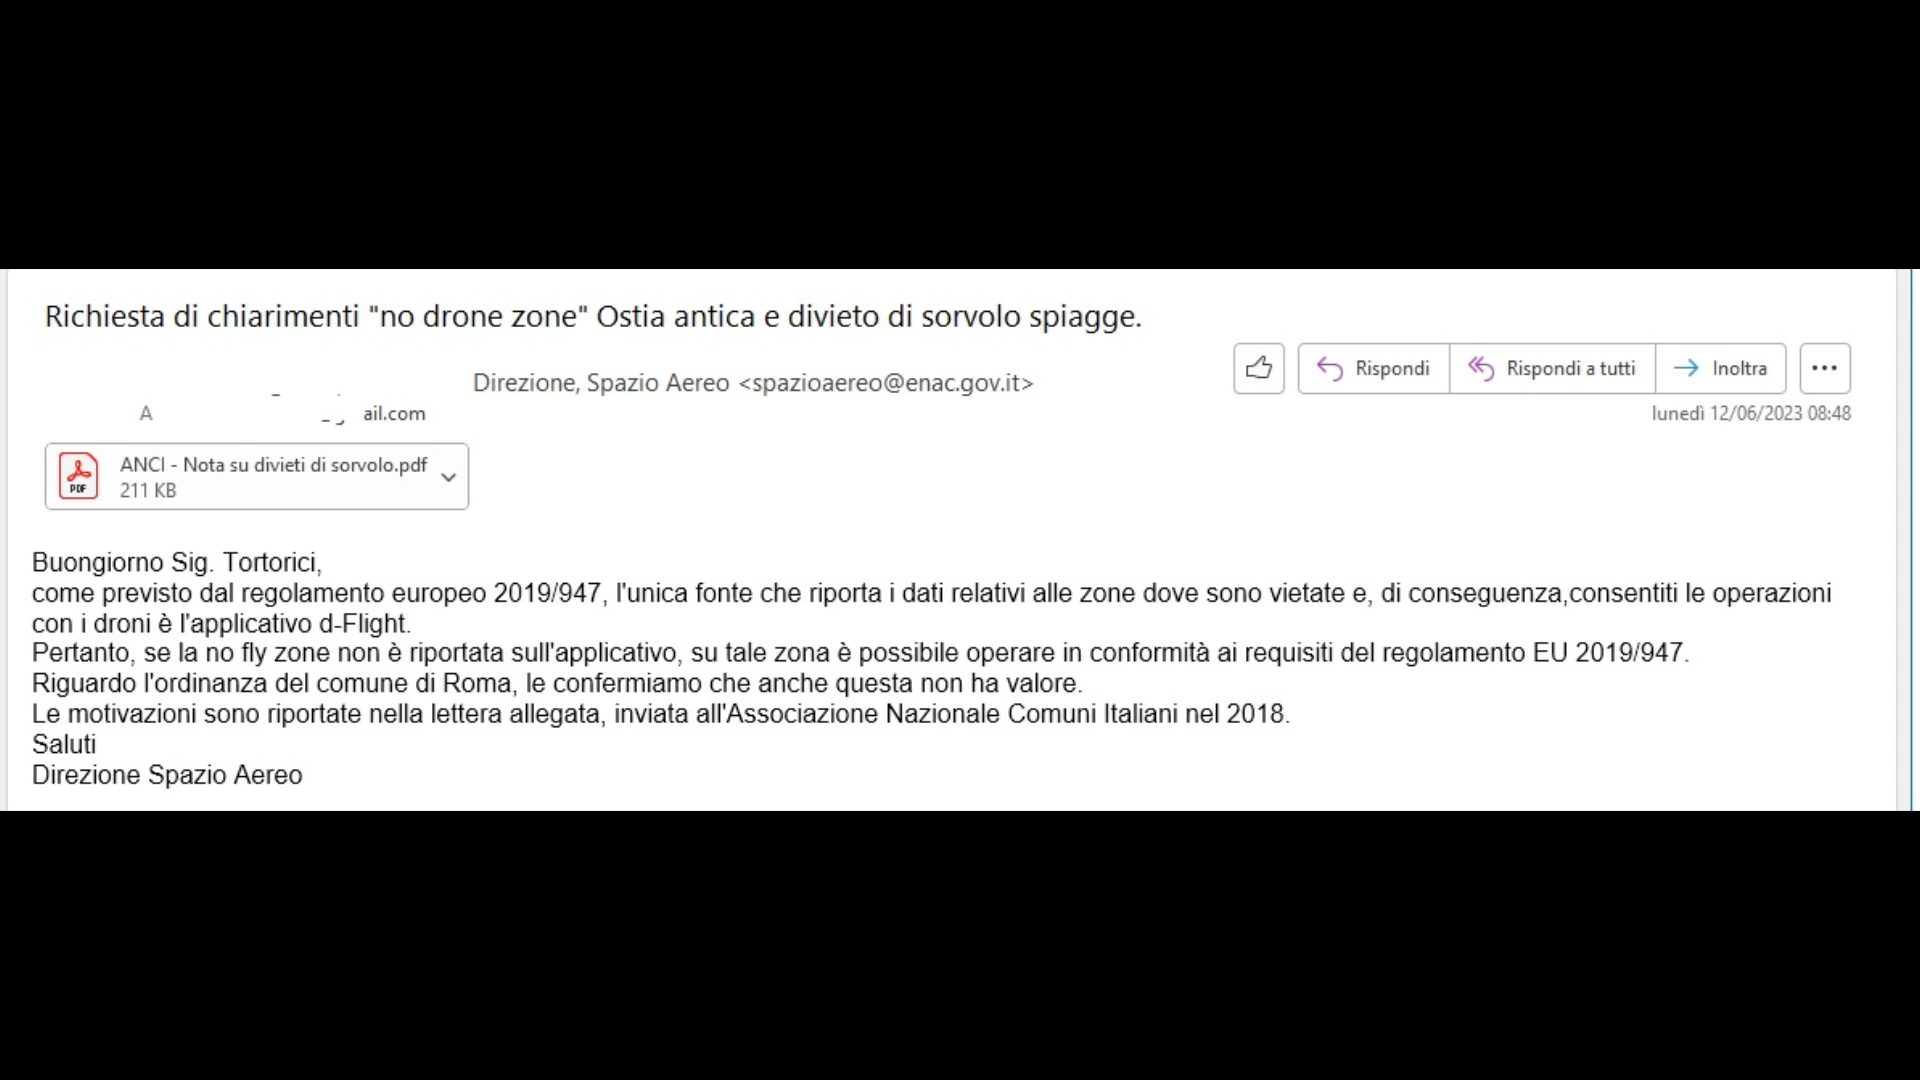 Richiesta di chiarimenti "no drone zone" Ostia antica e divieto di sorvolo spiagge.
Direzione, Spazio Aereo <spazioaereo@enac.gov.it>
Rispondi
Rispondi a tutti
Inoltra
A ail.com
lunedì 12/06/2023 08:48
PDF
ANCI - Nota su divieti di sorvolo.pdf
211 KB
Buongiorno Sig. Tortorici,
come previsto dal regolamento europeo 2019/947, l'unica fonte che riporta i dati relativi alle zone dove sono vietate e, di conseguenza,consentiti le operazioni
con i droni è l'applicativo d-Flight.
Pertanto, se la no fly zone non è riportata sull'applicativo, su tale zona è possibile operare in conformità ai requisiti del regolamento EU 2019/947.
Riguardo l'ordinanza del comune di Roma, le confermiamo che anche questa non ha valore.
Le motivazioni sono riportate nella lettera allegata, inviata all'Associazione Nazionale Comuni Italiani nel 2018.
Saluti
Direzione Spazio Aereo